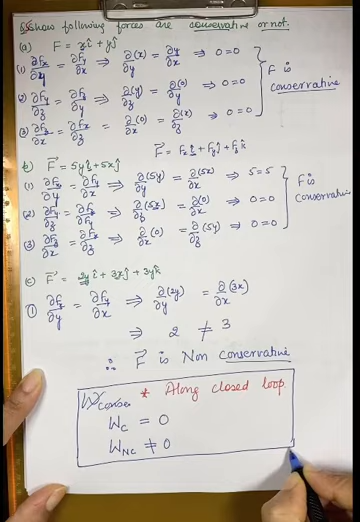 Q5) Show following forces are conservative or not.
(a) F = xî + yĵ
(1) ∂Fx/∂y = ∂Fy/∂x ⇒ ∂(x)/∂y = ∂y/∂x ⇒ 0 = 0
(2) ∂Fy/∂z = ∂Fz/∂y ⇒ ∂(y)/∂z = ∂(0)/∂y ⇒ 0 = 0
F is conservative
(3) ∂Fz/∂x = ∂Fx/∂z = ∂(0)/∂x = ∂(x)/∂z ⇒ 0 = 0
F⃗ = Fxî + Fyĵ + Fzk̂
(b) F⃗ = 5yî + 5xĵ
(1) ∂Fx/∂y = ∂Fy/∂x ⇒ ∂(5y)/∂y = ∂(5x)/∂x ⇒ 5 = 5
(2) ∂Fy/∂z = ∂Fz/∂y ⇒ ∂(5x)/∂z = ∂(0)/∂x ⇒ 0 = 0
F is conservative
(3) ∂Fz/∂x = ∂Fx/∂z ⇒ ∂(0)/∂x = ∂(5y)/∂z ⇒ 0 = 0
(c) F⃗ = 2yî + 3xĵ + 3yk̂
(1) ∂Fx/∂y = ∂Fy/∂x ⇒ ∂(2y)/∂y = ∂(3x)/∂x
⇒ 2 ≠ 3
∴ F⃗ is Non conservative
Wconser * Along closed loop
Wc = 0
WNC ≠ 0